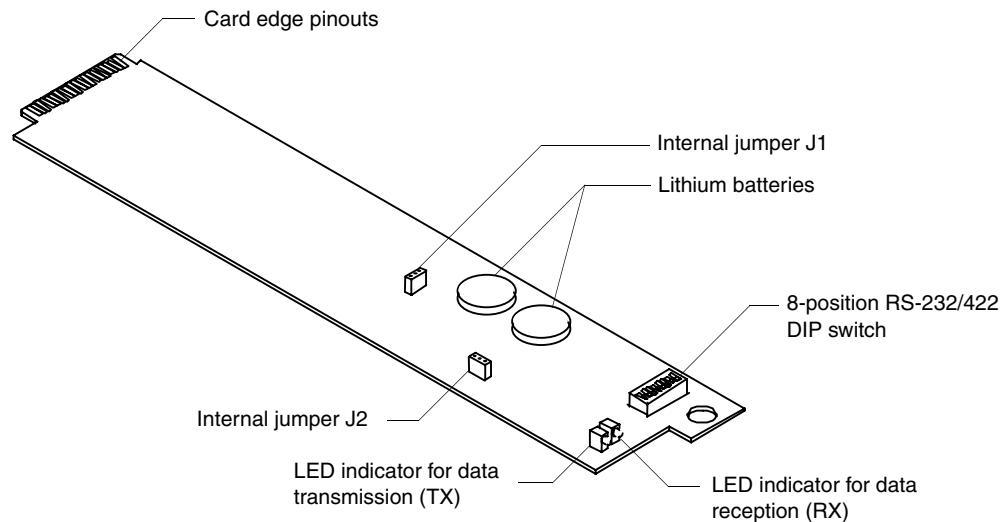 Card edge pinouts
Internal jumper J1
Lithium batteries
8-position RS-232/422
DIP switch
Internal jumper J2
LED indicator for data
transmission (TX)
LED indicator for data
reception (RX)